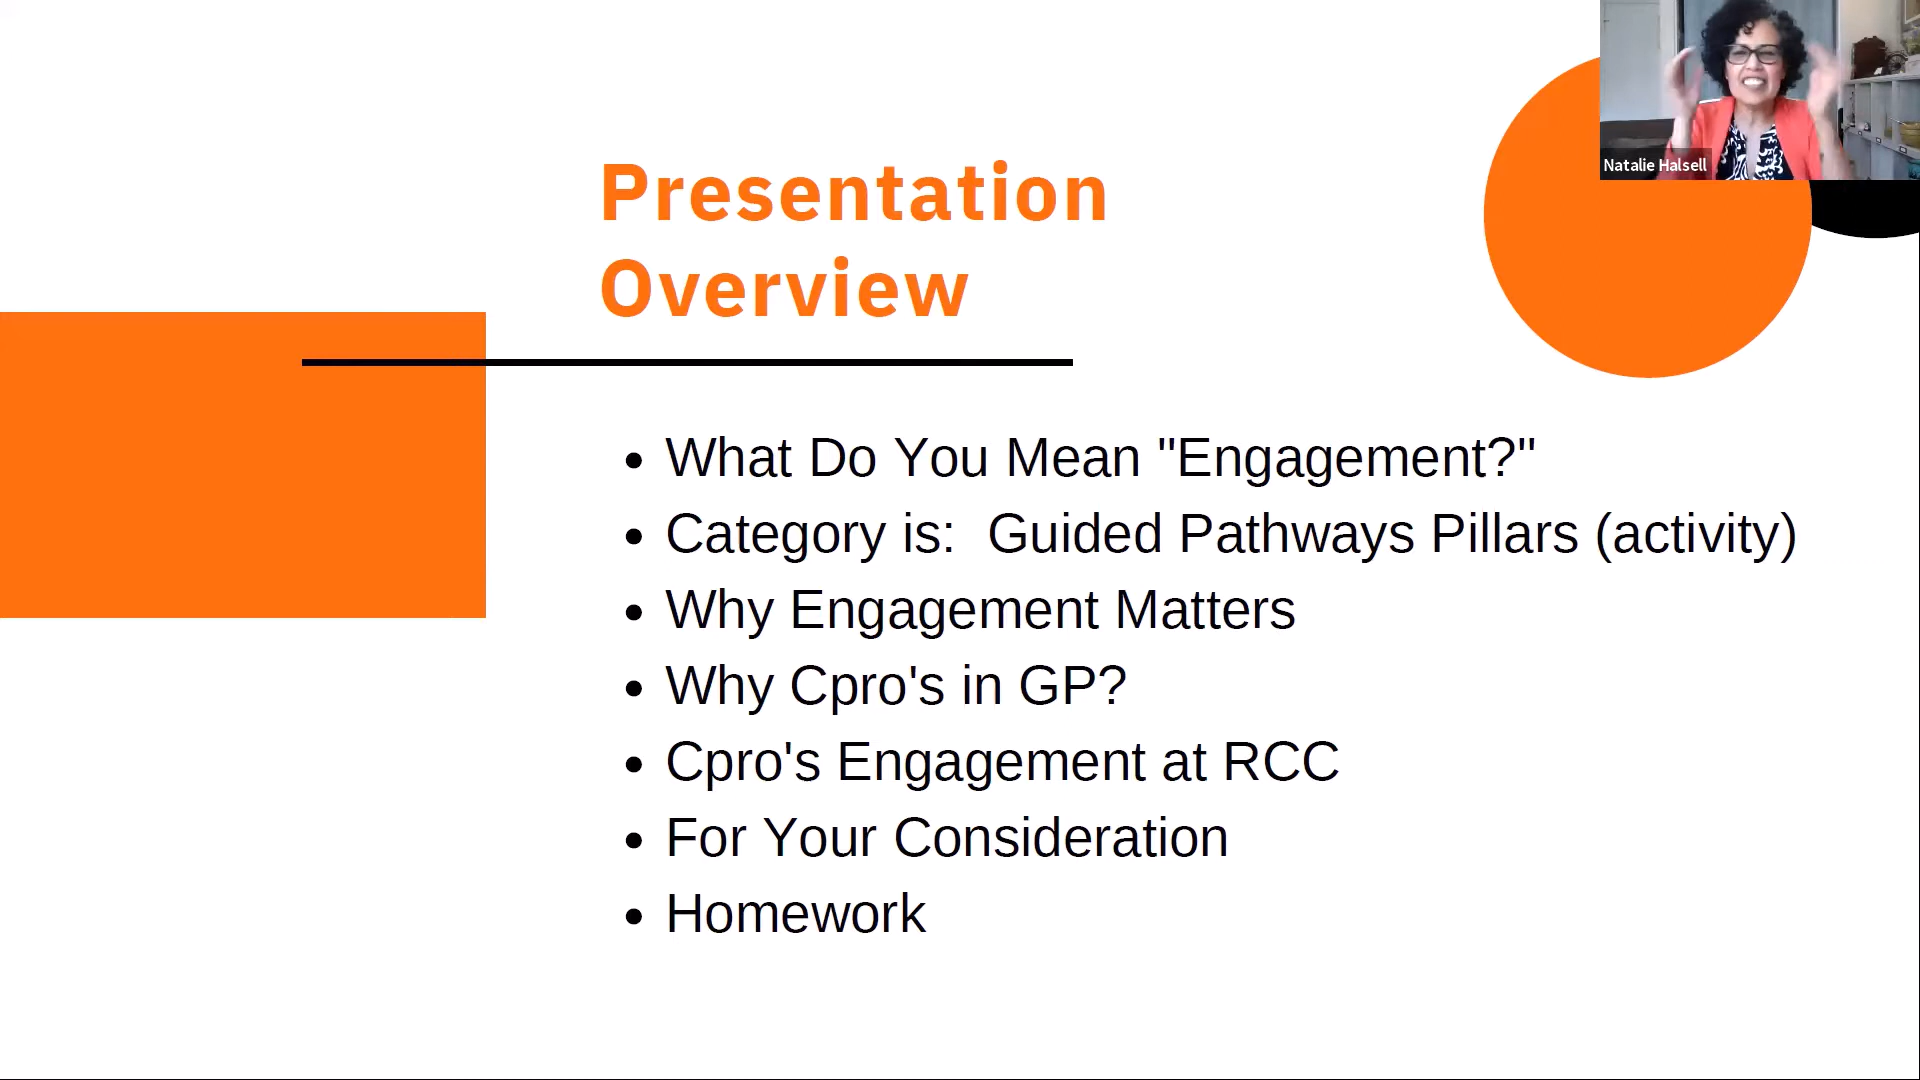 Natalie Halsell
Presentation
Overview
What Do You Mean "Engagement?"
Category is:  Guided Pathways Pillars (activity)
Why Engagement Matters
Why Cpro's in GP?
Cpro's Engagement at RCC
For Your Consideration
Homework